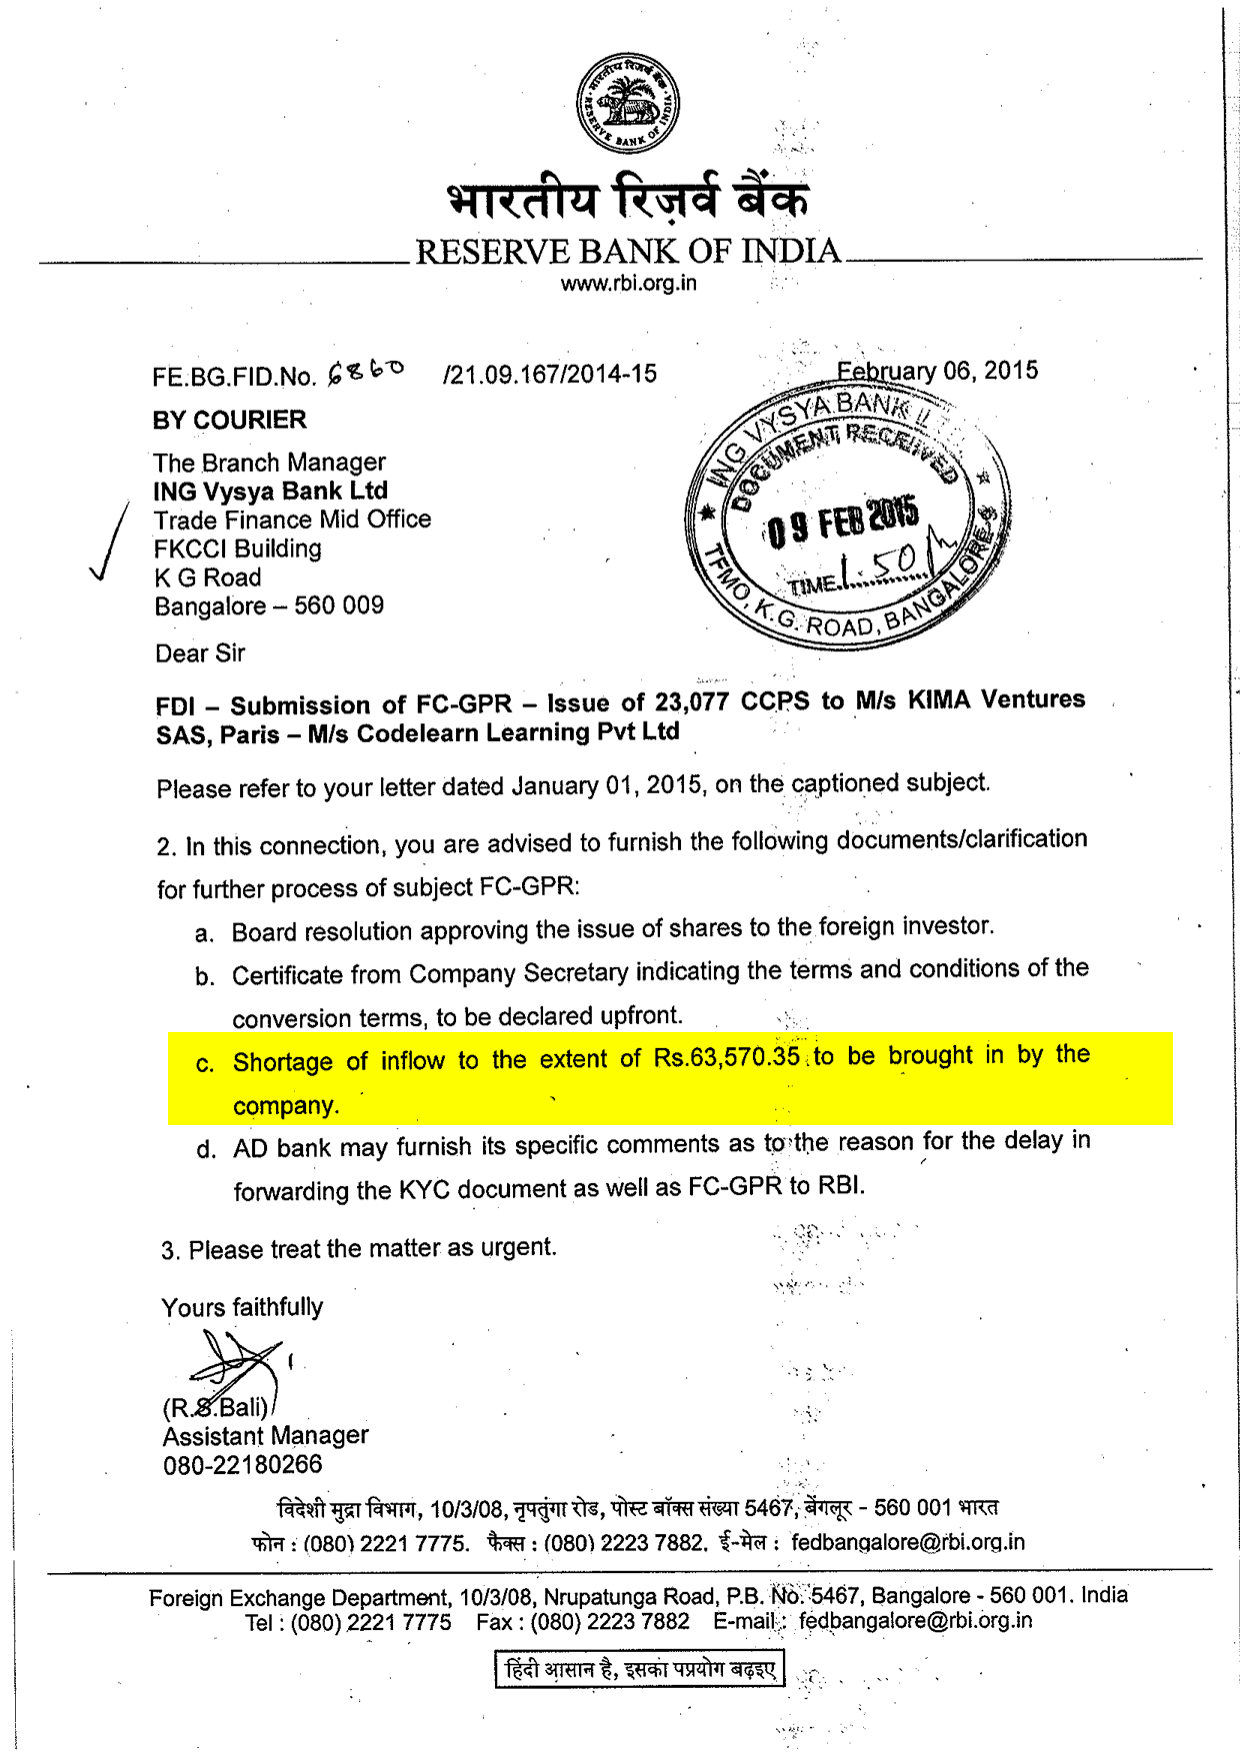 भारतीय रिज़र्व बैंक
RESERVE BANK OF INDIA
भारतीय रिज़र्व बैंक
RESERVE BANK OF INDIA
www.rbi.org.in
FE.BG.FID.No. 6860 /21.09.167/2014-15 February 06, 2015
BY COURIER
The Branch Manager
ING Vysya Bank Ltd
Trade Finance Mid Office
FKCCI Building
K G Road
Bangalore – 560 009
ING VYSYA BANK
DOCUMENT RECEIVED
09 FEB 2015
TIME 1.50
TFMO, K.G. ROAD, BANGALORE-9
Dear Sir
FDI – Submission of FC-GPR – Issue of 23,077 CCPS to M/s KIMA Ventures
SAS, Paris – M/s Codelearn Learning Pvt Ltd
Please refer to your letter dated January 01, 2015, on the captioned subject.
2. In this connection, you are advised to furnish the following documents/clarification
for further process of subject FC-GPR:
a. Board resolution approving the issue of shares to the foreign investor.
b. Certificate from Company Secretary indicating the terms and conditions of the
conversion terms, to be declared upfront.
c. Shortage of inflow to the extent of Rs.63,570.35 to be brought in by the
company.
d. AD bank may furnish its specific comments as to the reason for the delay in
forwarding the KYC document as well as FC-GPR to RBI.
3. Please treat the matter as urgent.
Yours faithfully
(R.S.Bali)
Assistant Manager
080-22180266
विदेशी मुद्रा विभाग, 10/3/08, नृपतुंगा रोड, पोस्ट बॉक्स संख्या 5467, बेंगलूर - 560 001 भारत
फोन : (080) 2221 7775. फैक्स : (080) 2223 7882. ई-मेल : fedbangalore@rbi.org.in
Foreign Exchange Department, 10/3/08, Nrupatunga Road, P.B. No. 5467, Bangalore - 560 001. India
Tel : (080) 2221 7775 Fax : (080) 2223 7882 E-mail : fedbangalore@rbi.org.in
हिंदी आसान है, इसका पप्रयोग बढ़इए